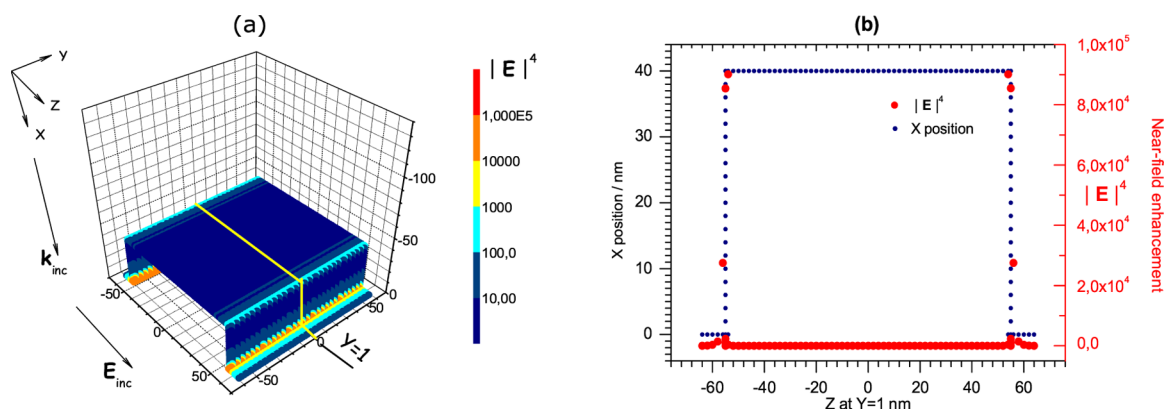 (a)
Y
Z
X
k inc
E inc
| E |^4
1,000E5
10000
1000
100,0
10,00
-100
-50
0
-50
0
50
-50
0
50
Y=1
(b)
X position / nm
40
30
20
10
0
-60 -40 -20 0 20 40 60
Z at Y=1 nm
| E |^4
X position
1,0x10^5
8,0x10^4
6,0x10^4
4,0x10^4
2,0x10^4
0,0
Near-field enhancement
| E |^4